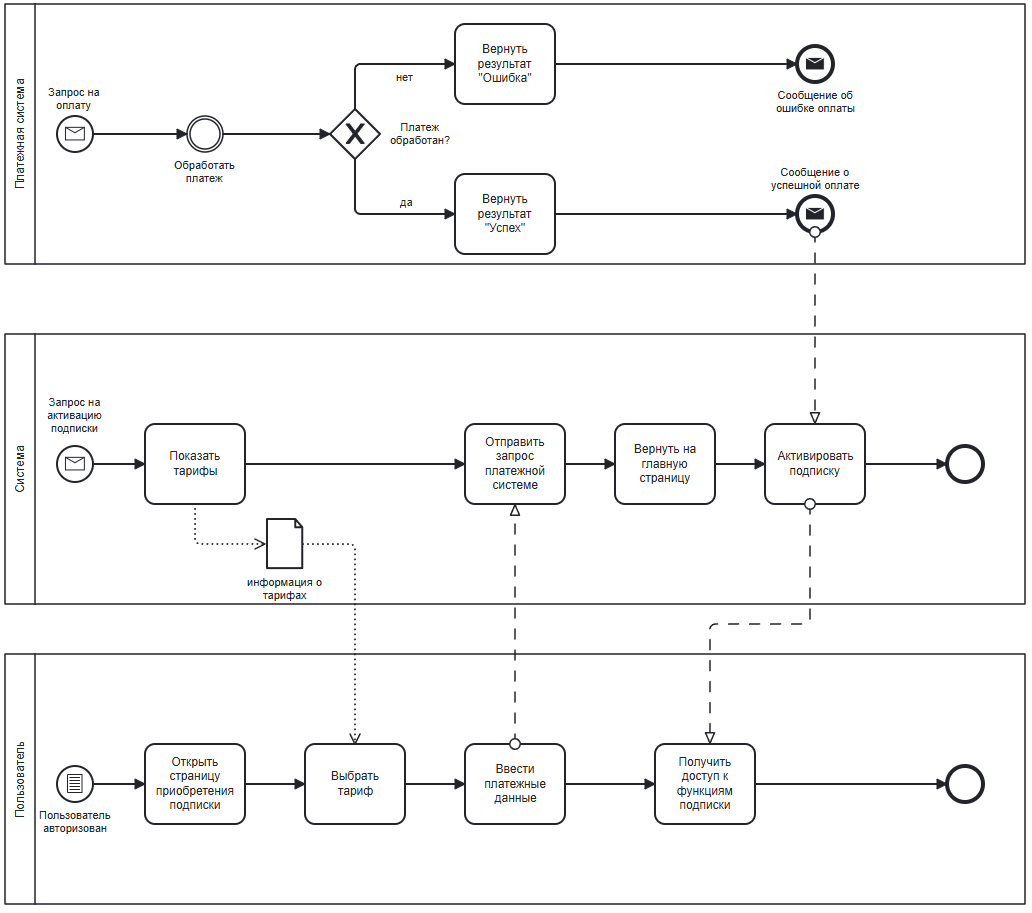 Платежная система
Запрос на
оплату
Обработать
платеж
Платеж
обработан?
нет
да
Вернуть
результат
"Ошибка"
Вернуть
результат
"Успех"
Сообщение об
ошибке оплаты
Сообщение о
успешной оплате
Система
Запрос на
активацию
подписки
Показать
тарифы
информация о
тарифах
Отправить
запрос
платежной
системе
Вернуть на
главную
страницу
Активировать
подписку
Пользователь
Пользователь
авторизован
Открыть
страницу
приобретения
подписки
Выбрать
тариф
Ввести
платежные
данные
Получить
доступ к
функциям
подписки